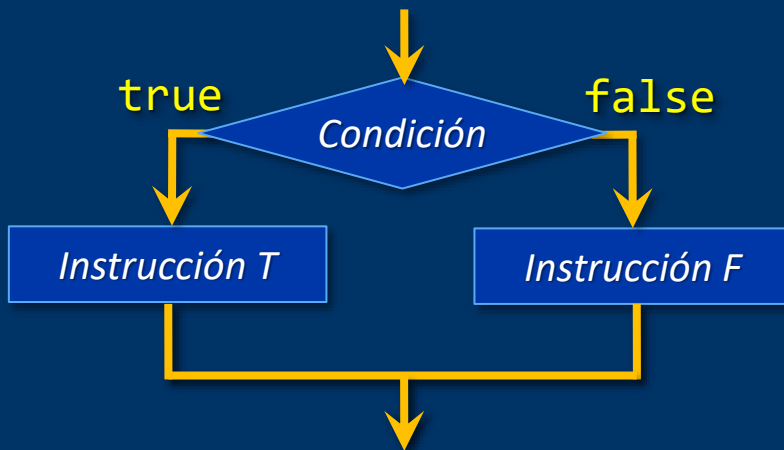 true
false
Condición
Instrucción T
Instrucción F